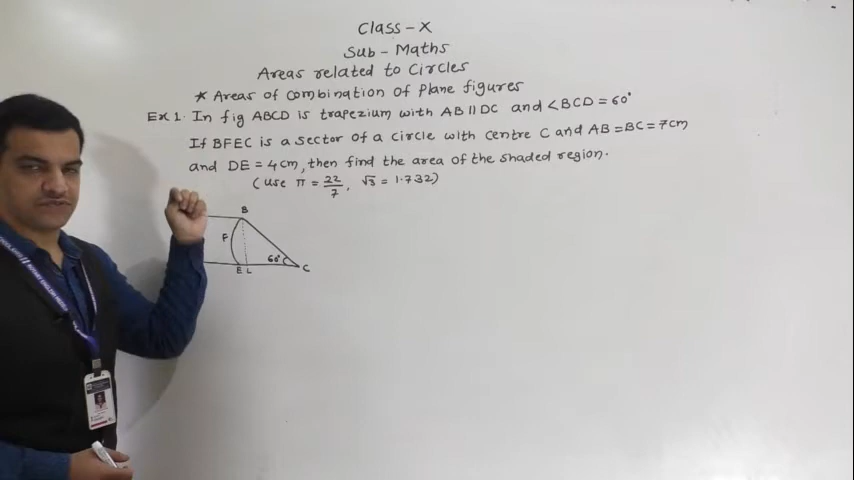 Class-X
Sub-Maths
Areas related to Circles
* Areas of combination of plane figures
Ex 1. In fig ABCD is trapezium with AB || DC and ∠BCD = 60°
If BFEC is a sector of a circle with centre C and AB = BC = 7cm
and DE = 4cm, then find the area of the shaded region.
(use π = 22/7, √3 = 1.732)
B
F
60°
E L
C